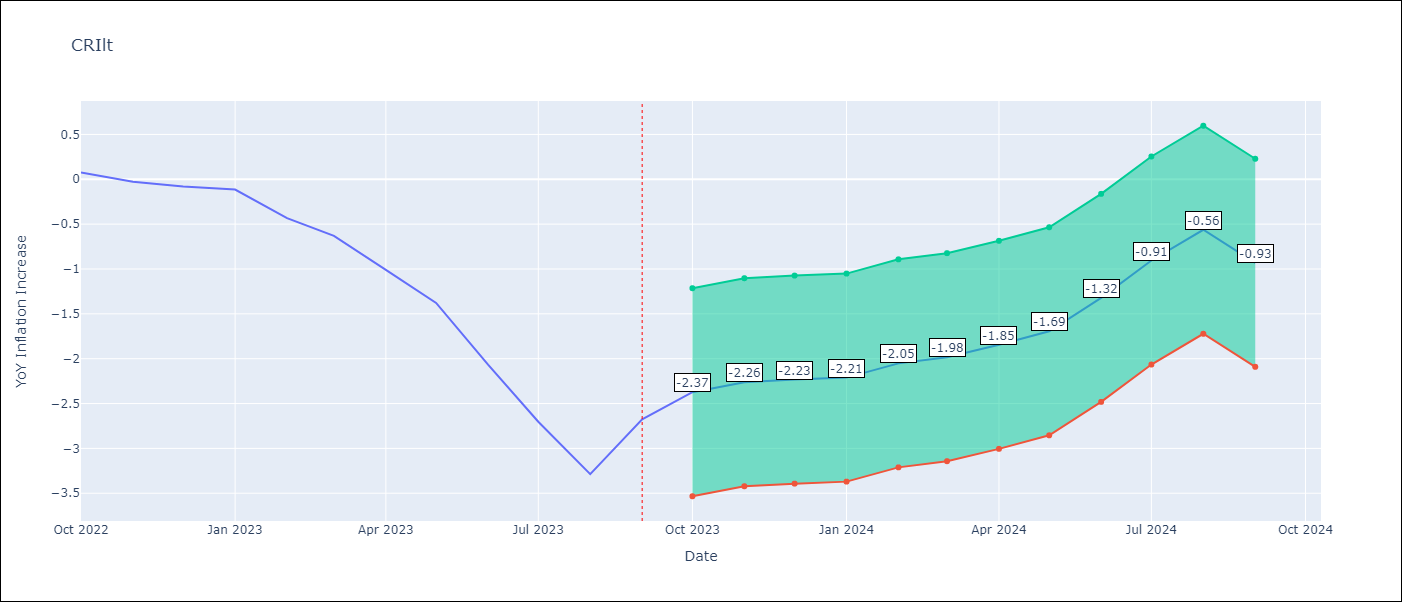 CRIlt
YoY Inflation Increase
0.5
0
−0.5
−1
−1.5
−2
−2.5
−3
−3.5
-2.37
-2.26
-2.23
-2.21
-2.05
-1.98
-1.85
-1.69
-1.32
-0.91
-0.56
-0.93
Oct 2022
Jan 2023
Apr 2023
Jul 2023
Oct 2023
Jan 2024
Apr 2024
Jul 2024
Oct 2024
Date